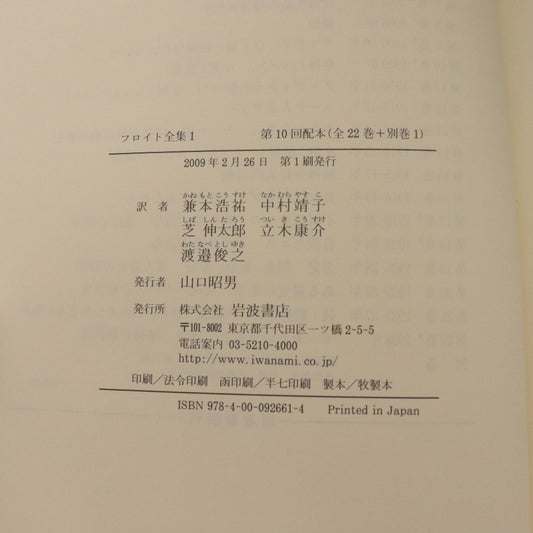 フロイト全集1 第10回配本(全22巻+別巻1)
2009年2月26日 第1刷発行
かねもとこうすけ なかむらやすこ
訳者 兼本浩祐 中村靖子
しば しんたろう ついき こうすけ
芝伸太郎 立木康介
わたなべとしゆき
渡邉俊之
発行者 山口昭男
発行所 株式会社 岩波書店
〒101-8002 東京都千代田区一ツ橋2-5-5
電話案内 03-5210-4000
http://www.iwanami.co.jp/
印刷/法令印刷 函印刷/半七印刷 製本/牧製本
ISBN 978-4-00-092661-4 Printed in Japan